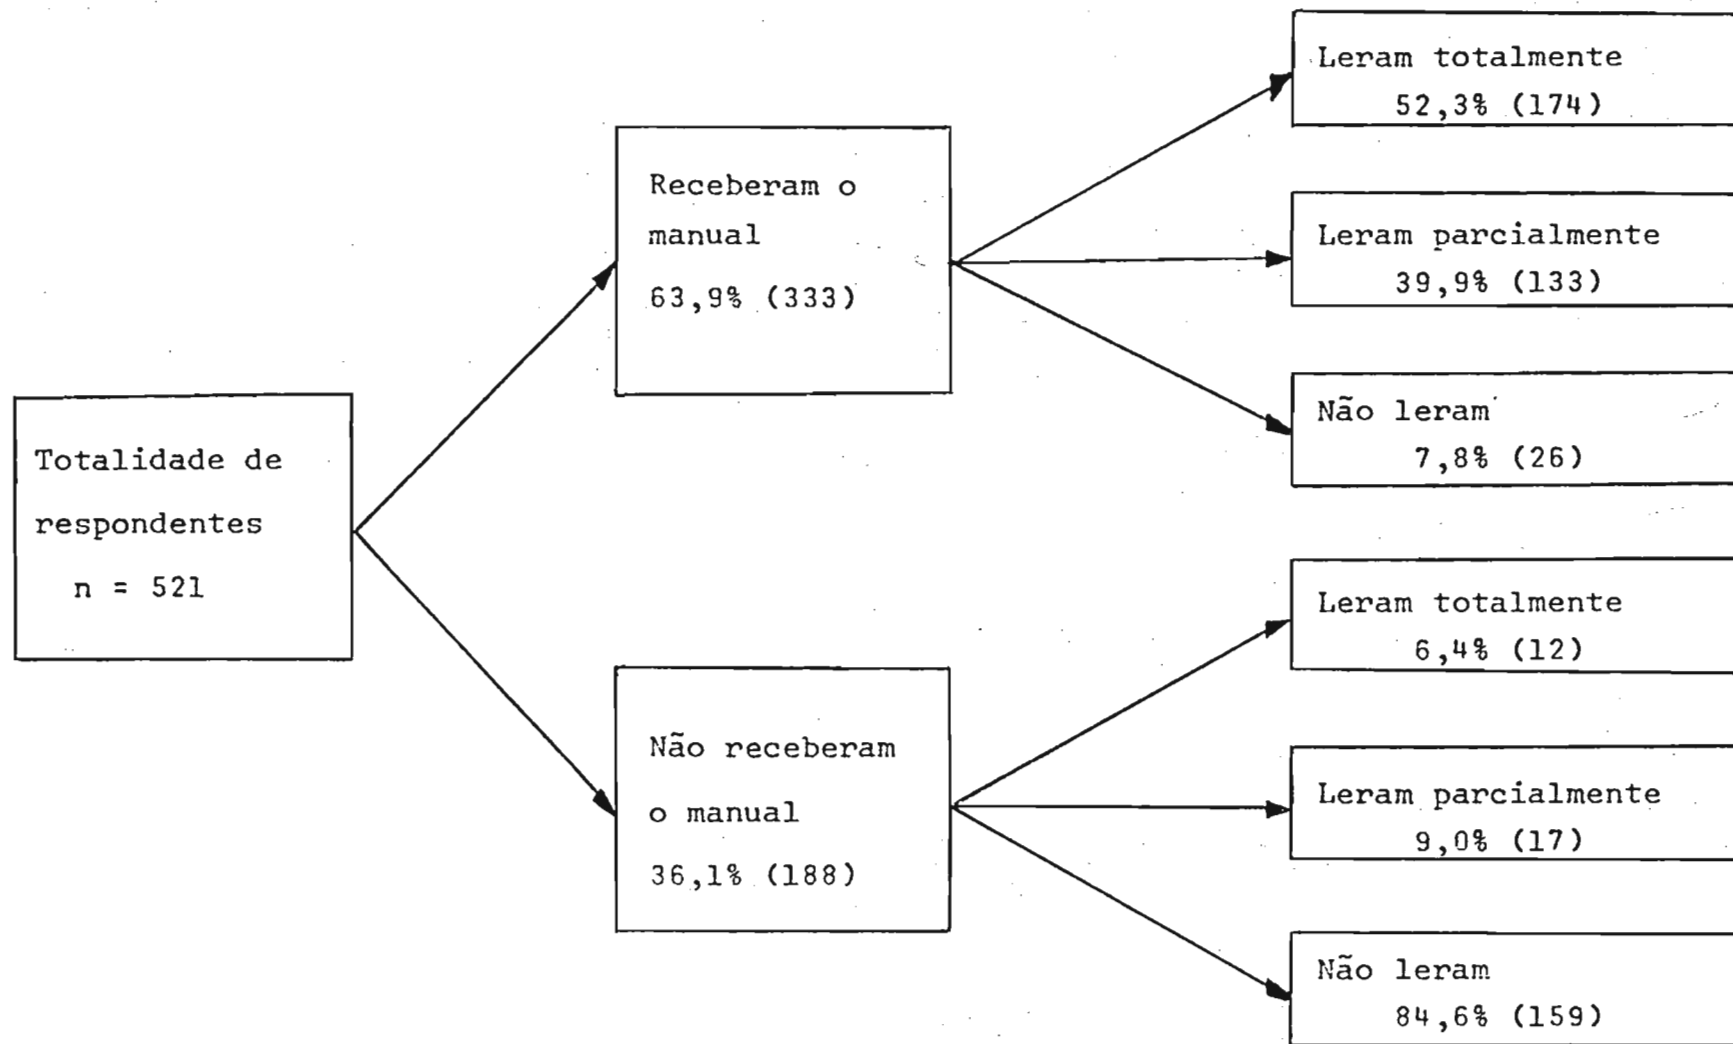 Totalidade de
respondentes
n = 521
Receberam o
manual
63,9% (333)
Não receberam
o manual
36,1% (188)
Leram totalmente
52,3% (174)
Leram parcialmente
39,9% (133)
Não leram
7,8% (26)
Leram totalmente
6,4% (12)
Leram parcialmente
9,0% (17)
Não leram
84,6% (159)